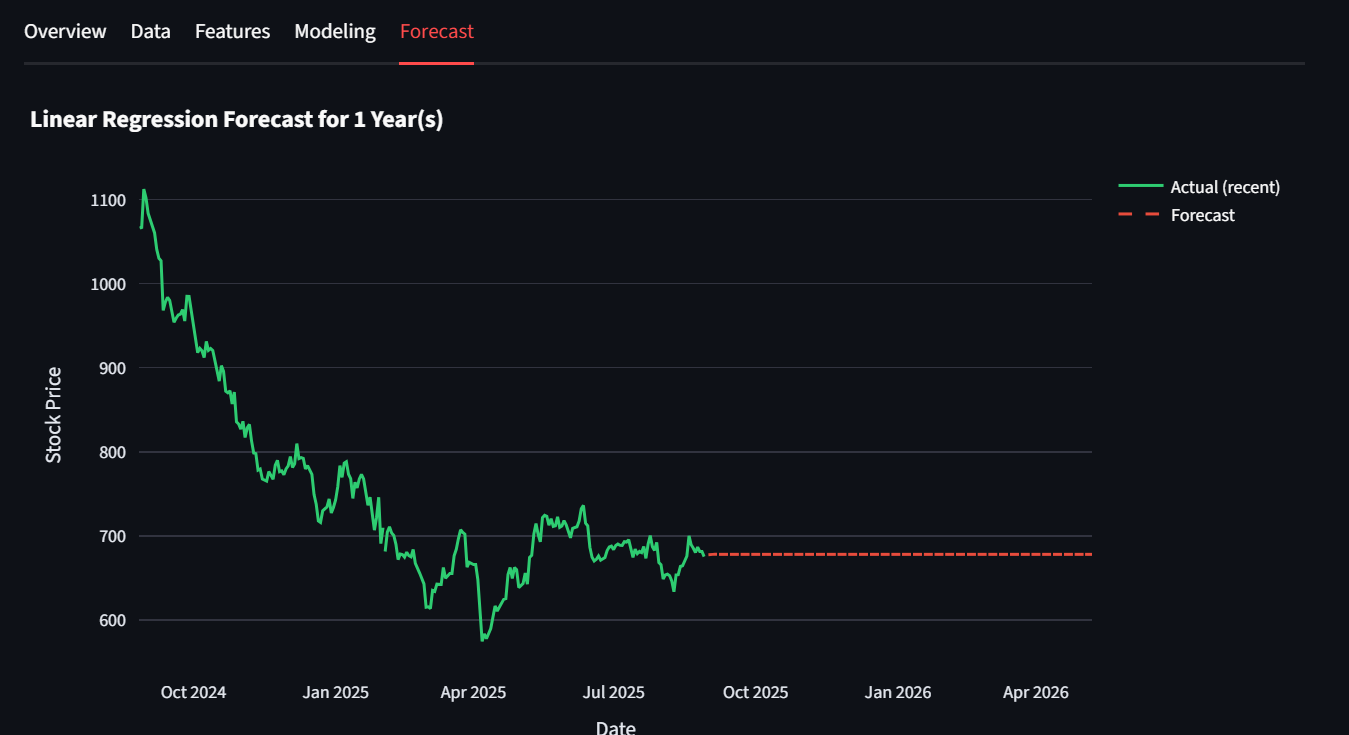 Overview Data Features Modeling Forecast
Linear Regression Forecast for 1 Year(s)
Actual (recent)
Forecast
Stock Price
1100
1000
900
800
700
600
Oct 2024 Jan 2025 Apr 2025 Jul 2025 Oct 2025 Jan 2026 Apr 2026
Date